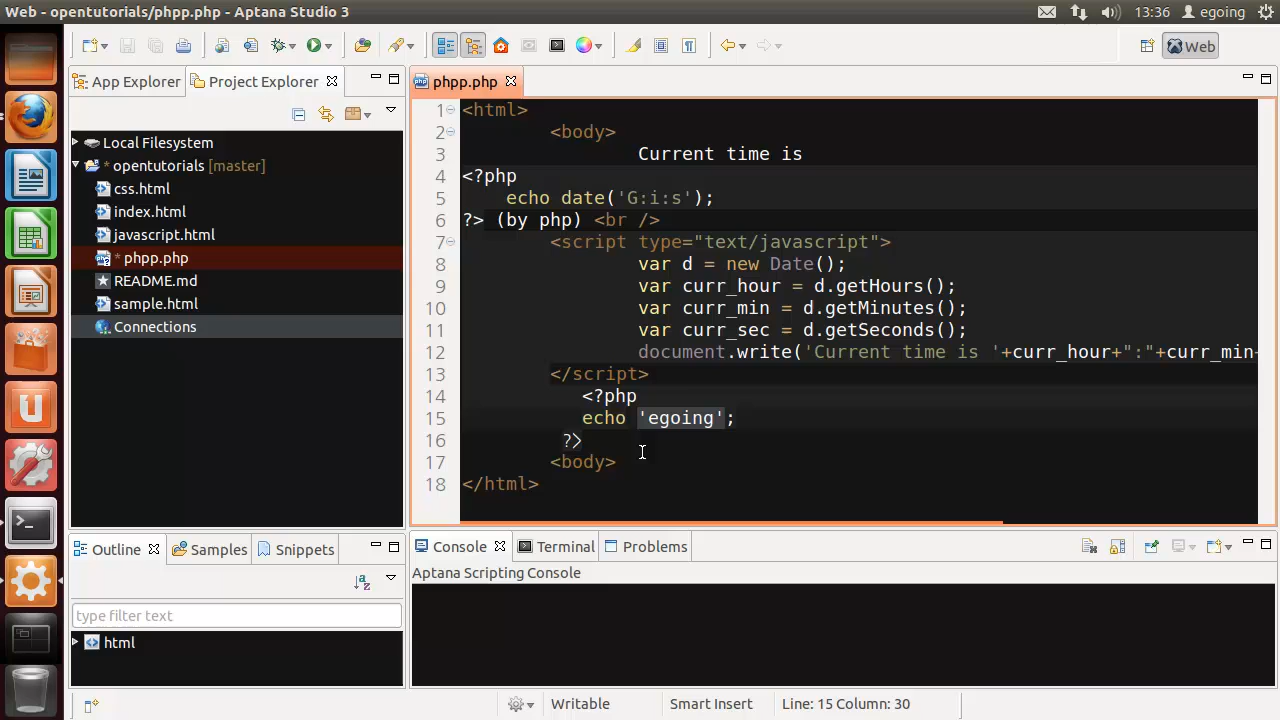 Web - opentutorials/phpp.php - Aptana Studio 3
13:36
egoing
Web
App Explorer
Project Explorer
Local Filesystem
* opentutorials [master]
css.html
index.html
javascript.html
* phpp.php
README.md
sample.html
Connections
phpp.php
1 <html>
2 <body>
3 Current time is
4 <?php
5 echo date('G:i:s');
6 ?> (by php) <br />
7 <script type="text/javascript">
8 var d = new Date();
9 var curr_hour = d.getHours();
10 var curr_min = d.getMinutes();
11 var curr_sec = d.getSeconds();
12 document.write('Current time is '+curr_hour+":"+curr_min+
13 </script>
14 <?php
15 echo 'egoing';
16 ?>
17 <body>
18 </html>
Outline
Samples
Snippets
type filter text
html
Console
Terminal
Problems
Aptana Scripting Console
Writable
Smart Insert
Line: 15 Column: 30